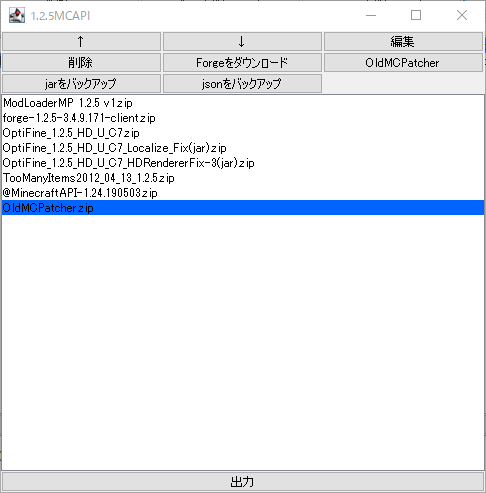 1.2.5MCAPI
↑ ↓ 編集
削除 Forgeをダウンロード OldMCPatcher
jarをバックアップ jsonをバックアップ
ModLoaderMP 1.2.5 v1.zip
forge-1.2.5-3.4.9.171-client.zip
OptiFine_1.2.5_HD_U_C7.zip
OptiFine_1.2.5_HD_U_C7_Localize_Fix(jar).zip
OptiFine_1.2.5_HD_U_C7_HDRendererFix-3(jar).zip
TooManyItems2012_04_13_1.2.5.zip
@MinecraftAPI-1.24.190503.zip
OldMCPatcher.zip
出力